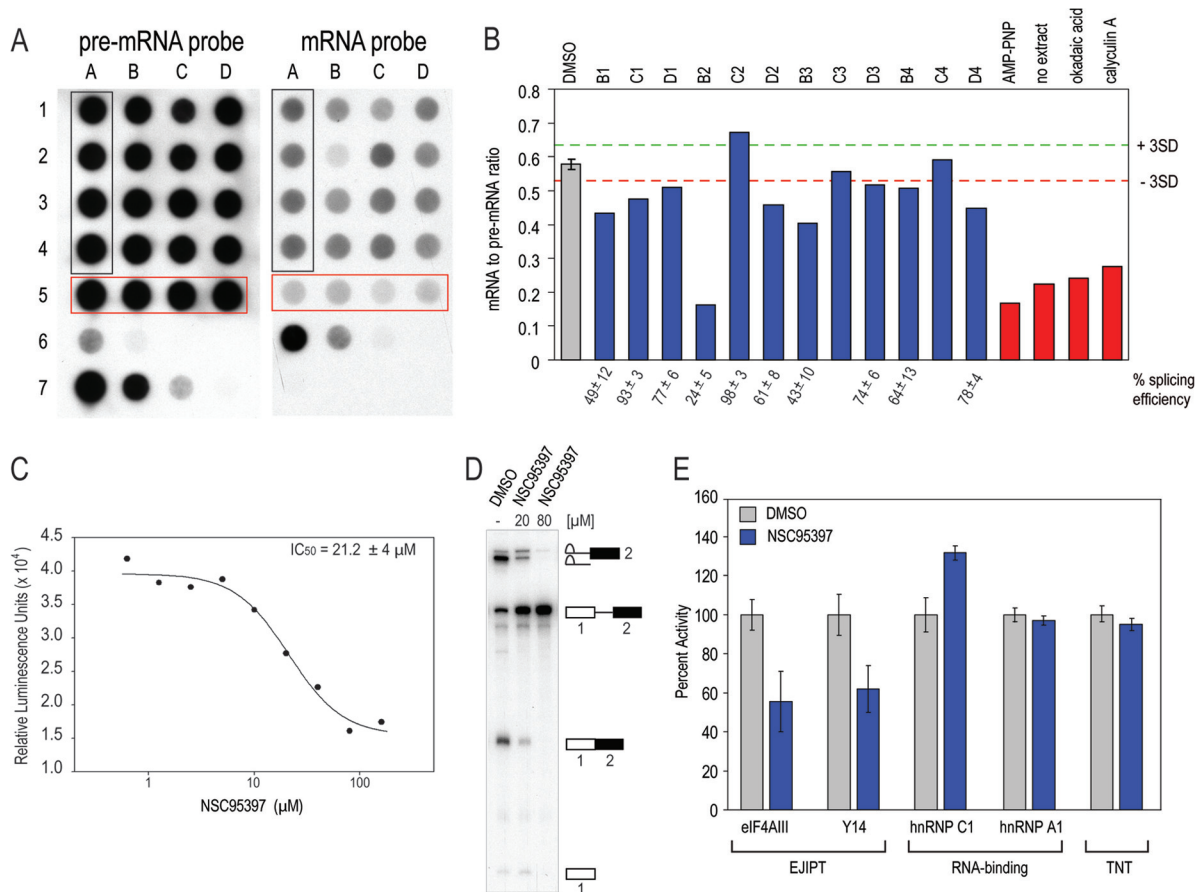 A
pre-mRNA probe
mRNA probe
A B C D
A B C D
1
2
3
4
5
6
7
B
DMSO B1 C1 D1 B2 C2 D2 B3 C3 D3 B4 C4 D4 AMP-PNP no extract okadaic acid calyculin A
mRNA to pre-mRNA ratio
0.8
0.7
0.6
0.5
0.4
0.3
0.2
0.1
0
+ 3SD
- 3SD
49± 12 93± 3 77± 6 24± 5 98± 3 61± 8 43± 10 74± 6 64± 13 78± 4
% splicing
efficiency
C
IC50 = 21.2 ± 4 µM
Relative Luminescence Units (x 10⁴)
4.5
4.0
3.5
3.0
2.5
2.0
1.5
1.0
1 10 100
NSC95397 (µM)
D
DMSO NSC95397 NSC95397
- 20 80 [µM]
2
1 2
1 2
1
E
DMSO
NSC95397
Percent Activity
160
140
120
100
80
60
40
20
0
eIF4AIII Y14 hnRNP C1 hnRNP A1
EJIPT RNA-binding TNT